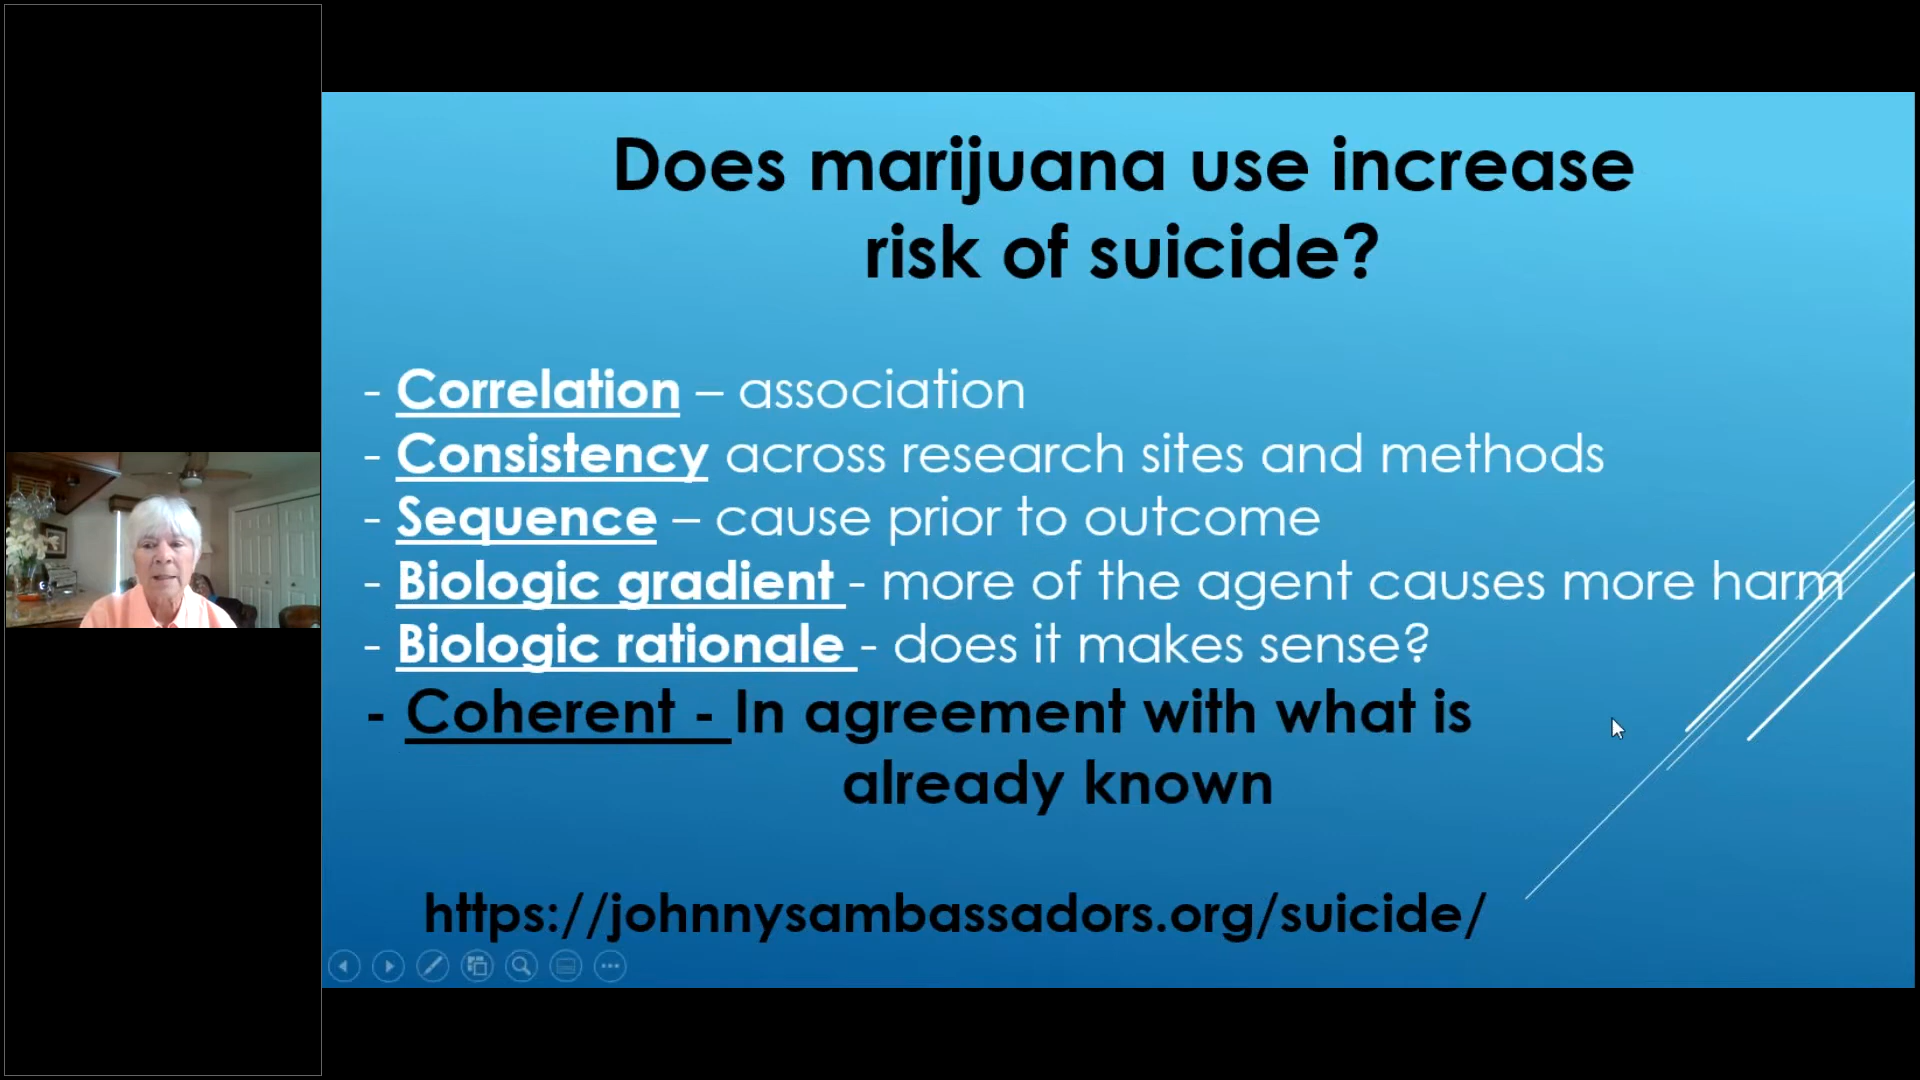 Does marijuana use increase
risk of suicide?
- Correlation – association
- Consistency across research sites and methods
- Sequence – cause prior to outcome
- Biologic gradient - more of the agent causes more harm
- Biologic rationale - does it makes sense?
- Coherent - In agreement with what is
already known
https://johnnysambassadors.org/suicide/